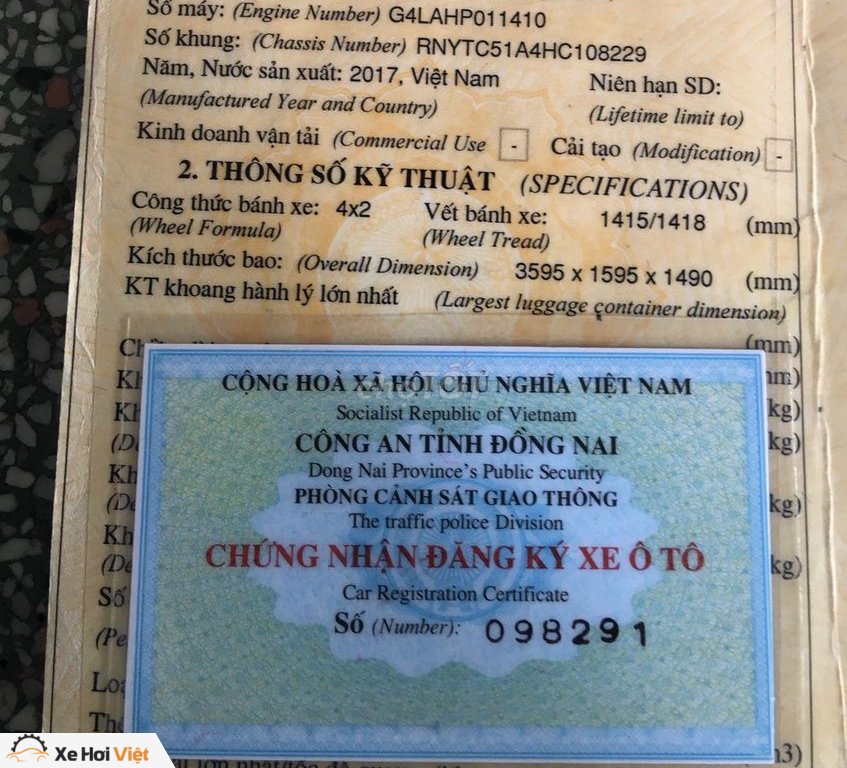 Số máy: (Engine Number) G4LAHP011410
Số khung: (Chassis Number) RNYTC51A4HC108229
Năm, Nước sản xuất: 2017, Việt Nam Niên hạn SD:
(Manufactured Year and Country) (Lifetime limit to)
Kinh doanh vận tải (Commercial Use - Cải tạo (Modification) -
2. THÔNG SỐ KỸ THUẬT (SPECIFICATIONS)
Công thức bánh xe: 4x2 Vết bánh xe: 1415/1418 (mm)
(Wheel Formula) (Wheel Tread)
Kích thước bao: (Overall Dimension) 3595 x 1595 x 1490 (mm)
KT khoang hành lý lớn nhất (Largest luggage container dimension)
(mm)
CỘNG HOÀ XÃ HỘI CHỦ NGHĨA VIỆT NAM
Socialist Republic of Vietnam
CÔNG AN TỈNH ĐỒNG NAI
Dong Nai Province's Public Security
PHÒNG CẢNH SÁT GIAO THÔNG
The traffic police Division
CHỨNG NHẬN ĐĂNG KÝ XE Ô TÔ
Car Registration Certificate
Số (Number): 098291
Số
Xe Hơi Việt